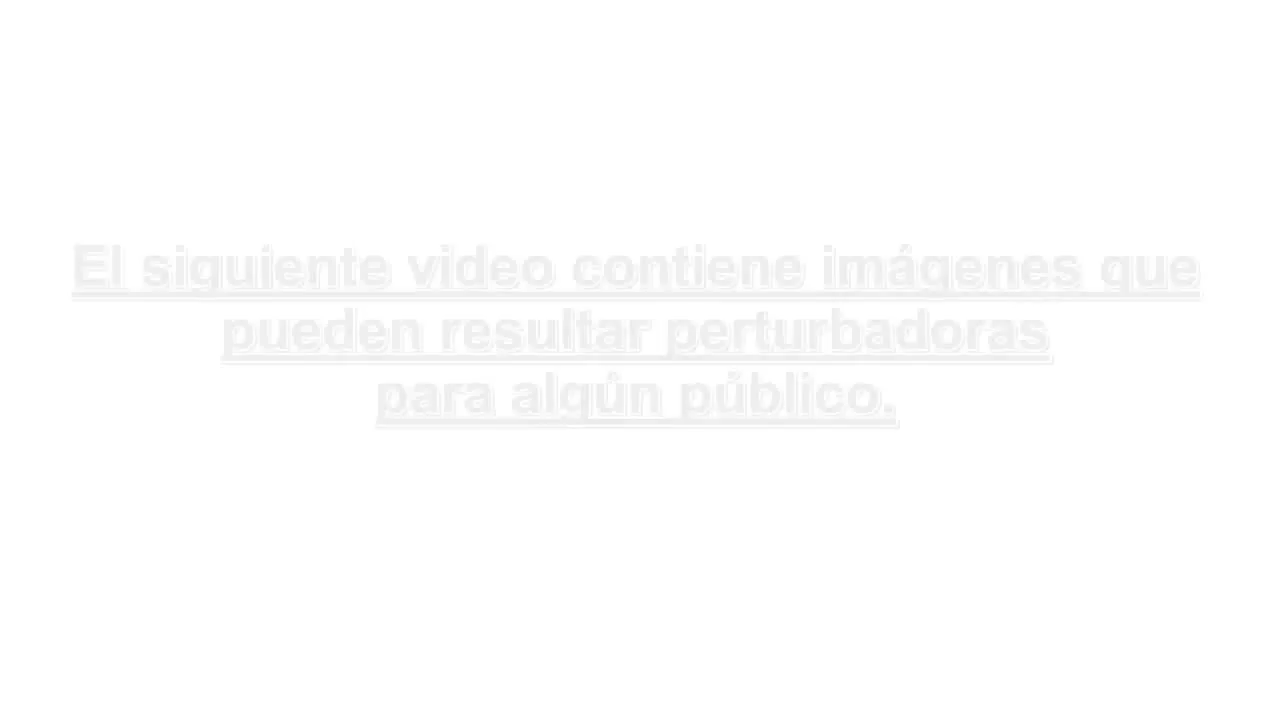 El siguiente video contiene imágenes que
pueden resultar perturbadoras
para algún público.